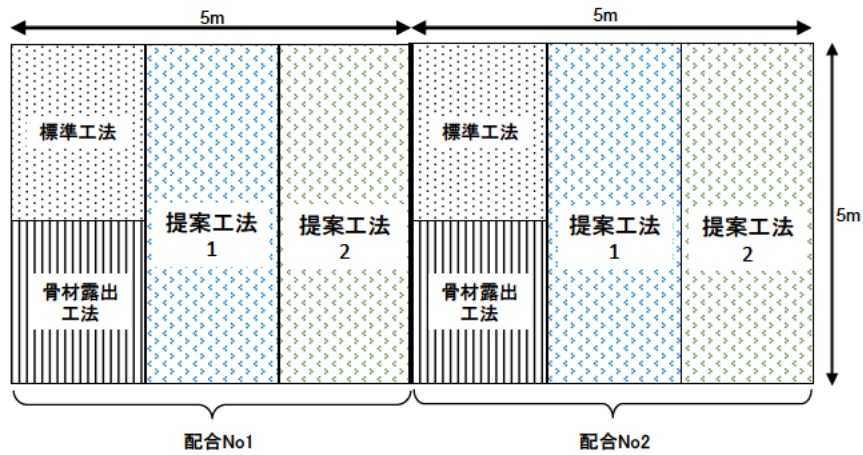 5m
5m
標準工法
提案工法
1
提案工法
2
骨材露出
工法
標準工法
提案工法
1
提案工法
2
骨材露出
工法
5m
配合No1
配合No2